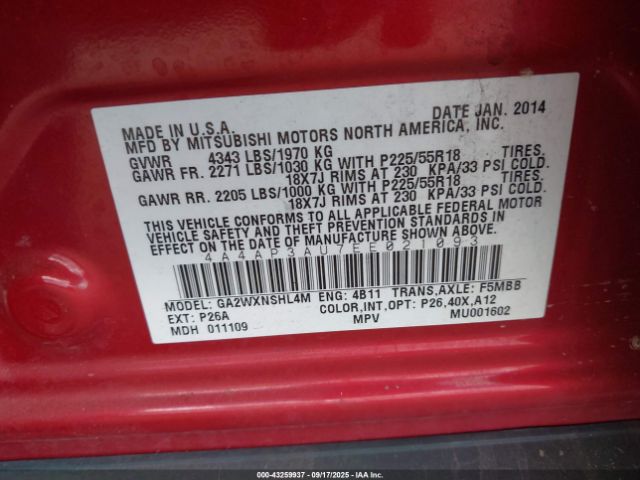 MADE IN U.S.A. DATE JAN. 2014
MFD BY MITSUBISHI MOTORS NORTH AMERICA, INC.
GVWR 4343 LBS/1970 KG
GAWR FR. 2271 LBS/1030 KG WITH P225/55R18 TIRES.
18X7J RIMS AT 230 KPA/33 PSI COLD.
GAWR RR. 2205 LBS/1000 KG WITH P225/55R18 TIRES.
18X7J RIMS AT 230 KPA/33 PSI COLD.
THIS VEHICLE CONFORMS TO ALL APPLICABLE FEDERAL MOTOR
VEHICLE SAFETY AND THEFT PREVENTION STANDARDS IN
EFFECT ON THE DATE OF MANUFACTURE SHOWN ABOVE.
4A4AP3AU7EE021093
MODEL: GA2WXNSHL4M ENG: 4B11 TRANS,AXLE: F5MBB
EXT: P26A COLOR,INT,OPT: P26,40X,A12
MDH 011109 MPV MU001602
000-43259937 - 09/17/2025 - IAA Inc.